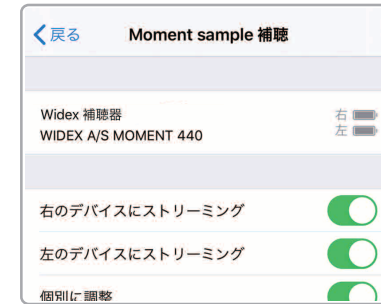 戻る Moment sample 補聴
Widex 補聴器 右
WIDEX A/S MOMENT 440 左
右のデバイスにストリーミング
左のデバイスにストリーミング
個別に調整